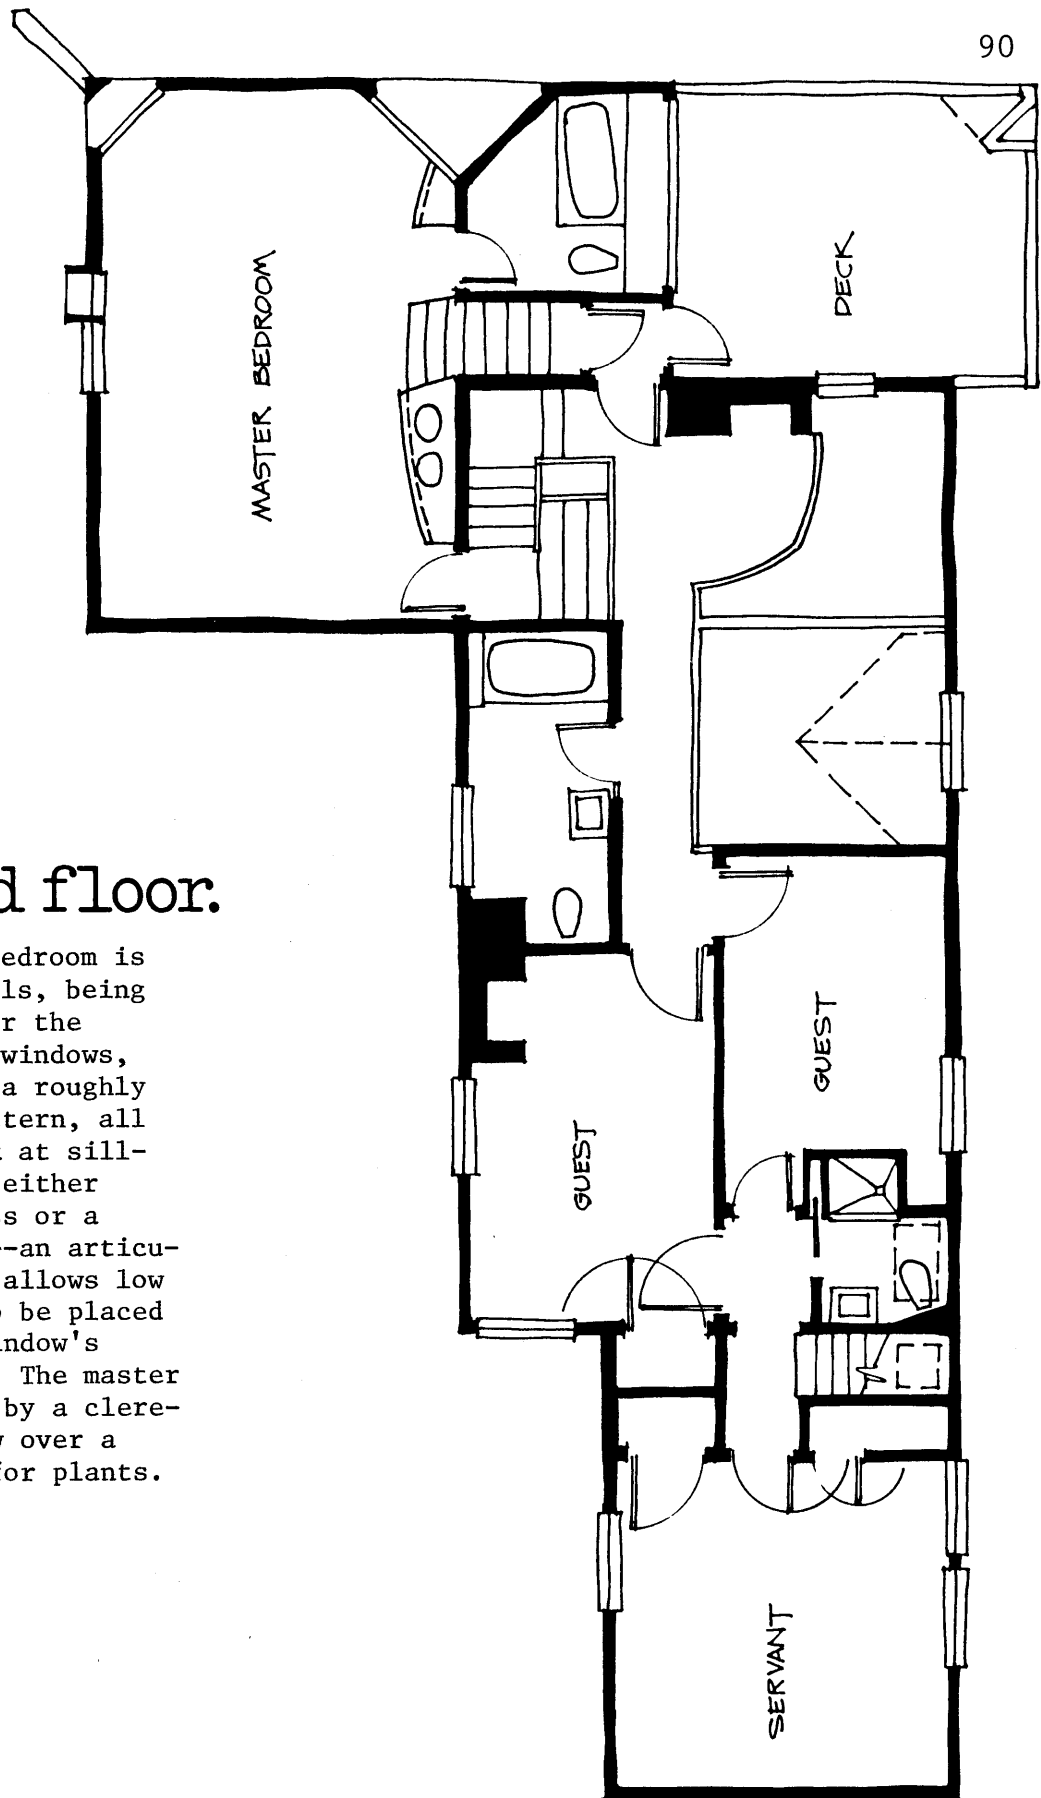 90
MASTER BEDROOM
DECK
d floor.
edroom is
ls, being
r the
windows,
a roughly
tern, all
at sill-
either
s or a
--an articu-
allows low
be placed
ndow's
The master
by a clere-
over a
for plants.
GUEST
GUEST
SERVANT